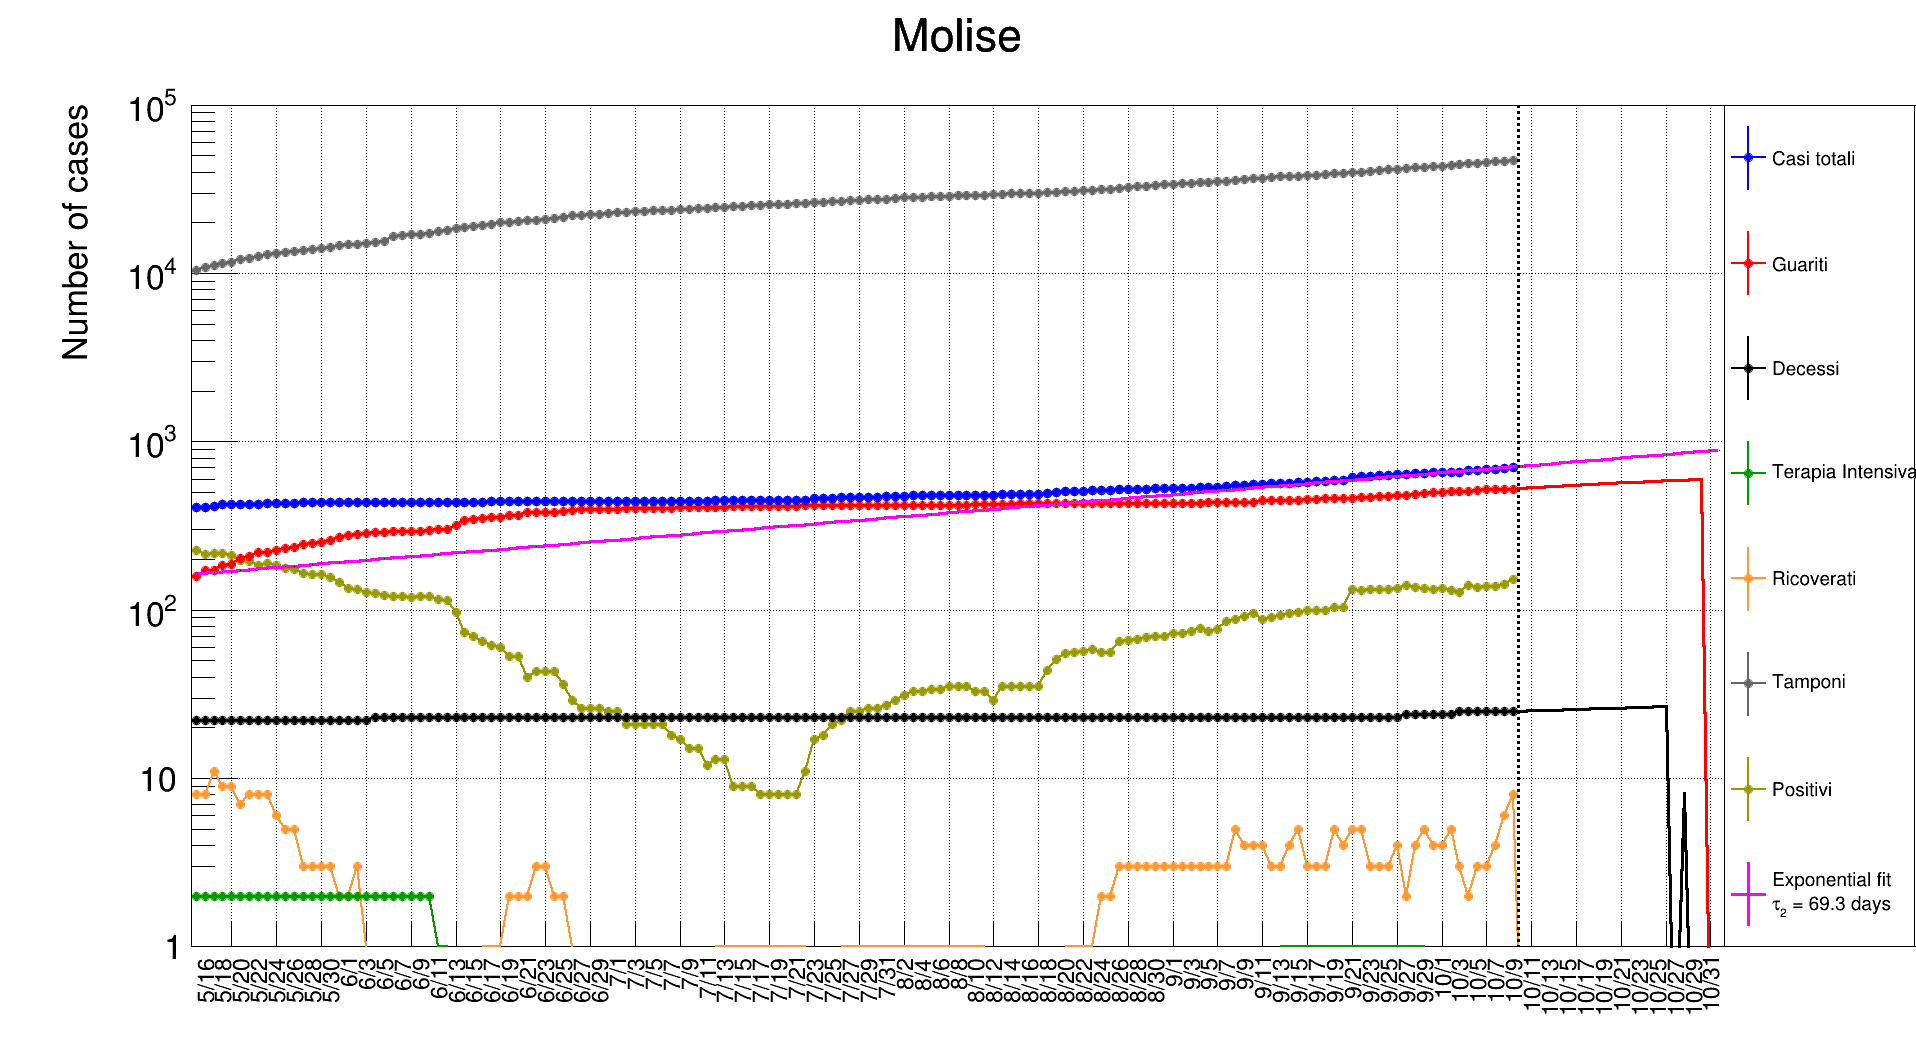 Molise
Number of cases
10⁵
10⁴
10³
10²
10
1
5/16 5/18 5/20 5/22 5/24 5/26 5/28 5/30 6/1 6/3 6/5 6/7 6/9 6/11 6/13 6/15 6/17 6/19 6/21 6/23 6/25 6/27 6/29 7/1 7/3 7/5 7/7 7/9 7/11 7/13 7/15 7/17 7/19 7/21 7/23 7/25 7/27 7/29 7/31 8/2 8/4 8/6 8/8 8/10 8/12 8/14 8/16 8/18 8/20 8/22 8/24 8/26 8/28 8/30 9/1 9/3 9/5 9/7 9/9 9/11 9/13 9/15 9/17 9/19 9/21 9/23 9/25 9/27 9/29 10/1 10/3 10/5 10/7 10/9 10/11 10/13 10/15 10/17 10/19 10/21 10/23 10/25 10/27 10/29 10/31
Casi totali
Guariti
Decessi
Terapia Intensiva
Ricoverati
Tamponi
Positivi
Exponential fit
τ₂ = 69.3 days